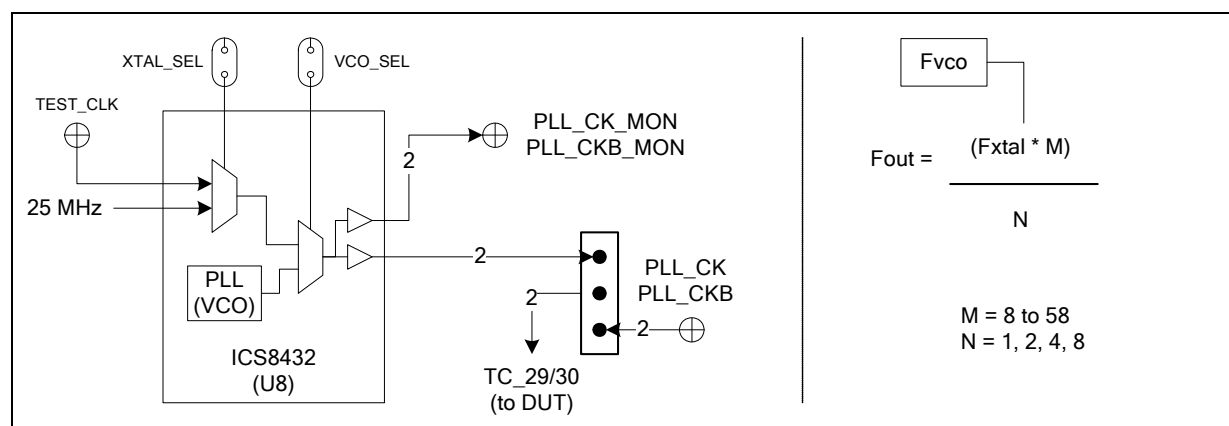 XTAL_SEL
VCO_SEL
TEST_CLK
25 MHz
PLL
(VCO)
ICS8432
(U8)
2
PLL_CK_MON
PLL_CKB_MON
2
2
2
PLL_CK
PLL_CKB
TC_29/30
(to DUT)
Fvco
Fout =
(Fxtal * M)
N
M = 8 to 58
N = 1, 2, 4, 8